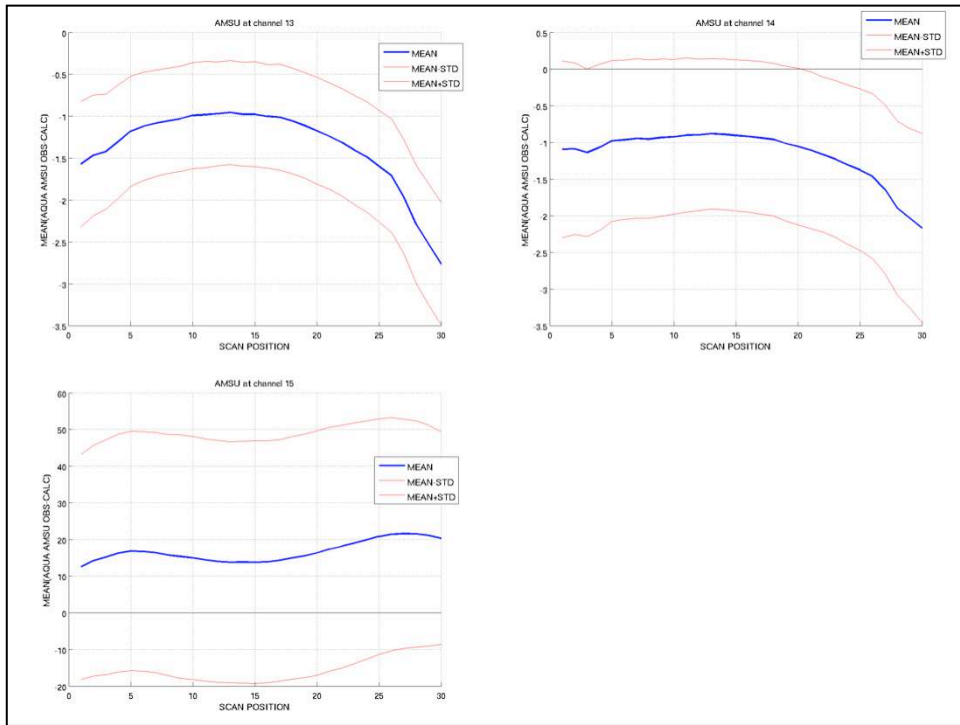 AMSU at channel 13
0
-0.5
-1
-1.5
-2
-2.5
-3
-3.5
MEAN(AQUA AMSU OBS-CALC)
0 5 10 15 20 25 30
SCAN POSITION
MEAN
MEAN-STD
MEAN+STD
AMSU at channel 14
0.5
0
-0.5
-1
-1.5
-2
-2.5
-3
-3.5
MEAN(AQUA AMSU OBS-CALC)
0 5 10 15 20 25 30
SCAN POSITION
MEAN
MEAN-STD
MEAN+STD
AMSU at channel 15
60
50
40
30
20
10
0
-10
-20
MEAN(AQUA AMSU OBS-CALC)
0 5 10 15 20 25 30
SCAN POSITION
MEAN
MEAN-STD
MEAN+STD